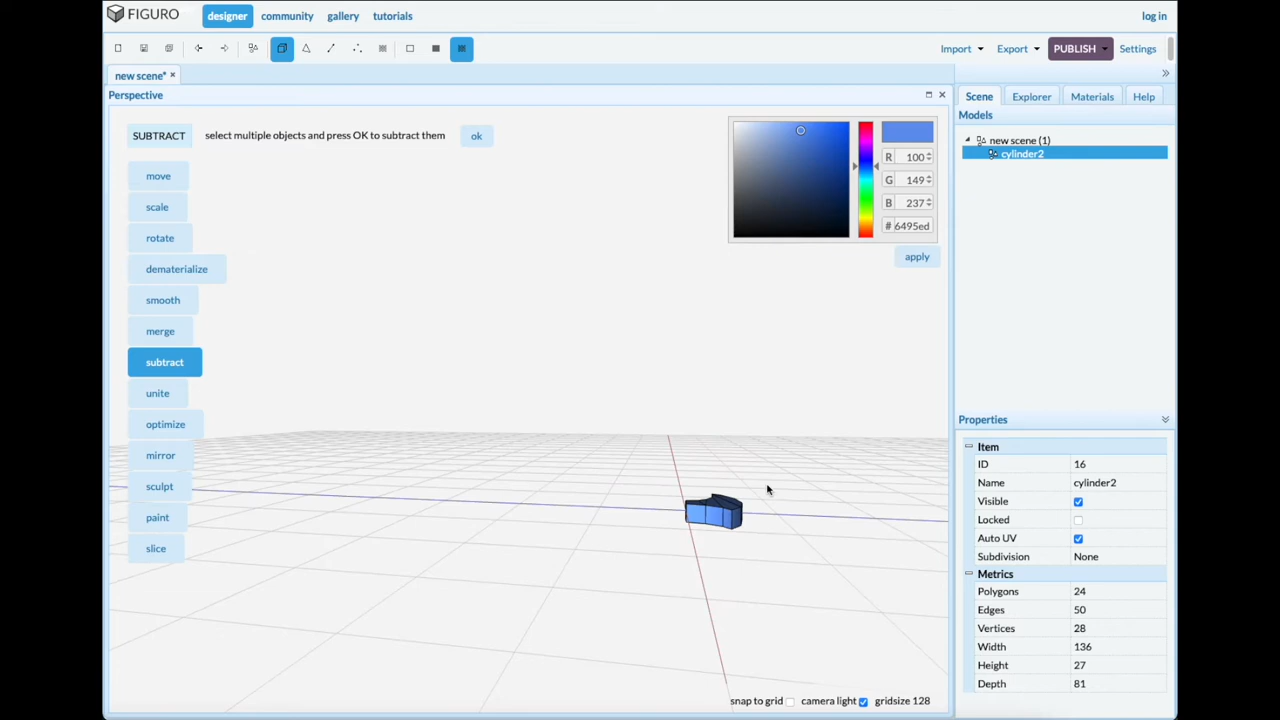 FIGURO designer community gallery tutorials log in
Import Export PUBLISH Settings
new scene*
Perspective
Scene Explorer Materials Help
Models
SUBTRACT select multiple objects and press OK to subtract them ok
new scene (1)
cylinder2
R 100
G 149
B 237
# 6495ed
apply
move
scale
rotate
dematerialize
smooth
merge
subtract
unite
optimize
mirror
sculpt
paint
slice
Properties
Item
ID 16
Name cylinder2
Visible
Locked
Auto UV
Subdivision None
Metrics
Polygons 24
Edges 50
Vertices 28
Width 136
Height 27
Depth 81
snap to grid camera light gridsize 128